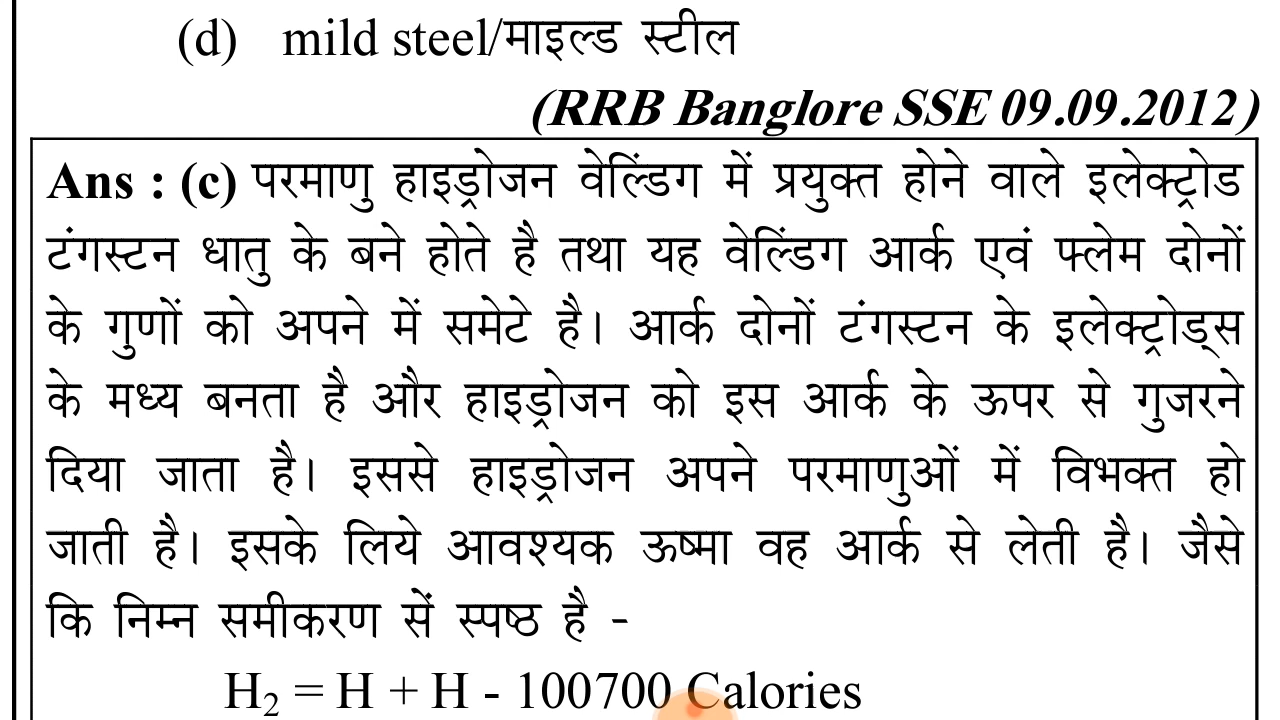 (d) mild steel/माइल्ड स्टील
(RRB Banglore SSE 09.09.2012)
Ans : (c) परमाणु हाइड्रोजन वेल्डिंग में प्रयुक्त होने वाले इलेक्ट्रोड
टंगस्टन धातु के बने होते है तथा यह वेल्डिंग आर्क एवं फ्लेम दोनों
के गुणों को अपने में समेटे है। आर्क दोनों टंगस्टन के इलेक्ट्रोड्स
के मध्य बनता है और हाइड्रोजन को इस आर्क के ऊपर से गुजरने
दिया जाता है। इससे हाइड्रोजन अपने परमाणुओं में विभक्त हो
जाती है। इसके लिये आवश्यक ऊष्मा वह आर्क से लेती है। जैसे
कि निम्न समीकरण सें स्पष्ठ है -
H₂ = H + H - 100700 Calories